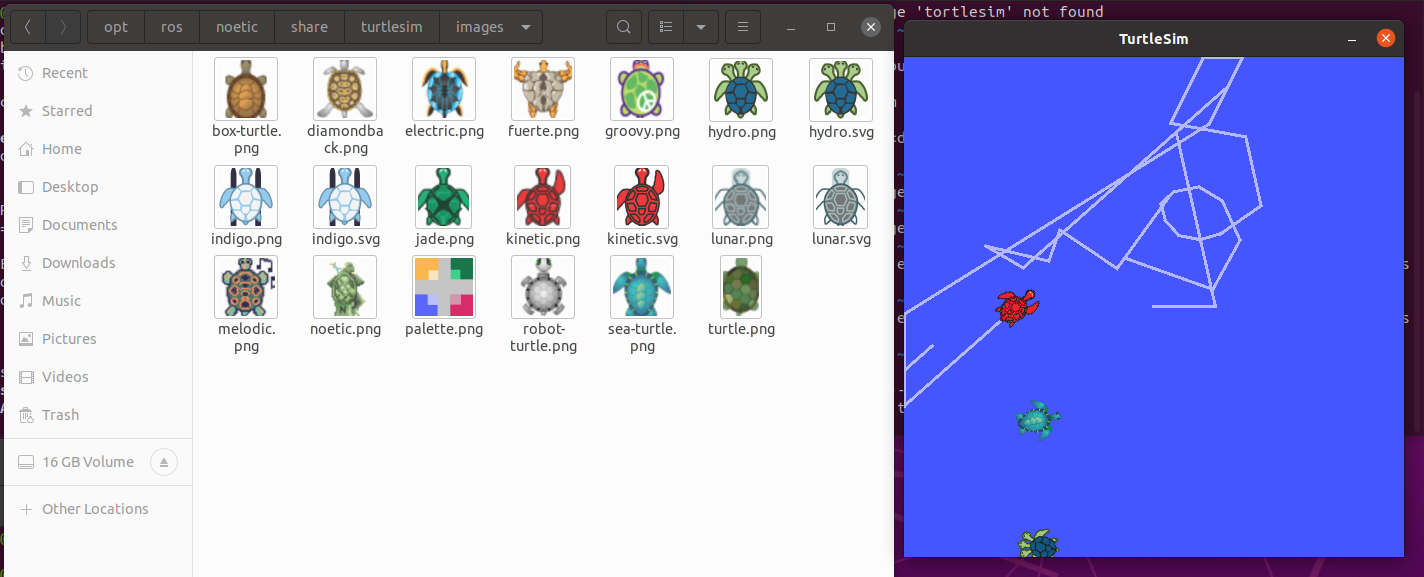 ge 'tortlesim' not found
opt
ros
noetic
share
turtlesim
images
TurtleSim
Recent
Starred
Home
Desktop
Documents
Downloads
Music
Pictures
Videos
Trash
16 GB Volume
Other Locations
box-turtle.
png
diamondba
ck.png
electric.png
fuerte.png
groovy.png
hydro.png
hydro.svg
indigo.png
indigo.svg
jade.png
kinetic.png
kinetic.svg
lunar.png
lunar.svg
melodic.
png
noetic.png
palette.png
robot-
turtle.png
sea-turtle.
png
turtle.png